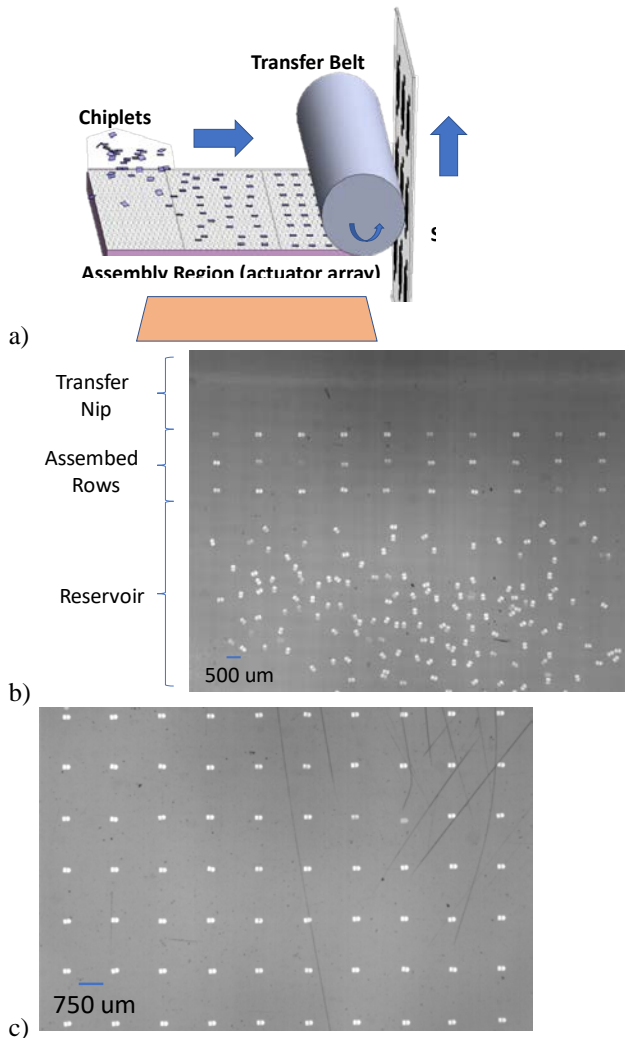 Transfer Belt
Chiplets
Assembly Region (actuator array)
a)
Transfer
Nip
Assembed
Rows
Reservoir
500 um
b)
750 um
c)